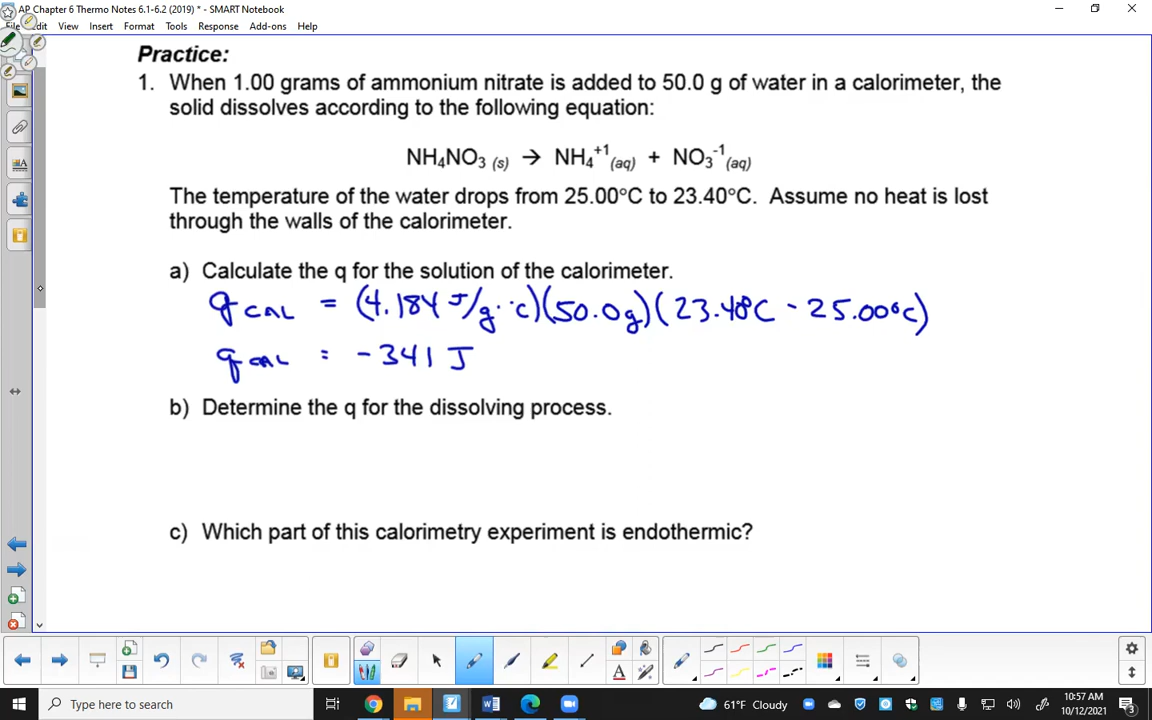 AP Chapter 6 Thermo Notes 6.1-6.2 (2019) * - SMART Notebook
File Edit View Insert Format Tools Response Add-ons Help
Practice:
1. When 1.00 grams of ammonium nitrate is added to 50.0 g of water in a calorimeter, the
solid dissolves according to the following equation:
NH₄NO₃ (s) → NH₄⁺¹(aq) + NO₃⁻¹(aq)
The temperature of the water drops from 25.00°C to 23.40°C. Assume no heat is lost
through the walls of the calorimeter.
a) Calculate the q for the solution of the calorimeter.
q CAL = (4.184 J/g·°C)(50.0g)(23.40°C - 25.00°C)
q CAL = -341 J
b) Determine the q for the dissolving process.
c) Which part of this calorimetry experiment is endothermic?
Type here to search
61°F Cloudy
10:57 AM
10/12/2021
3